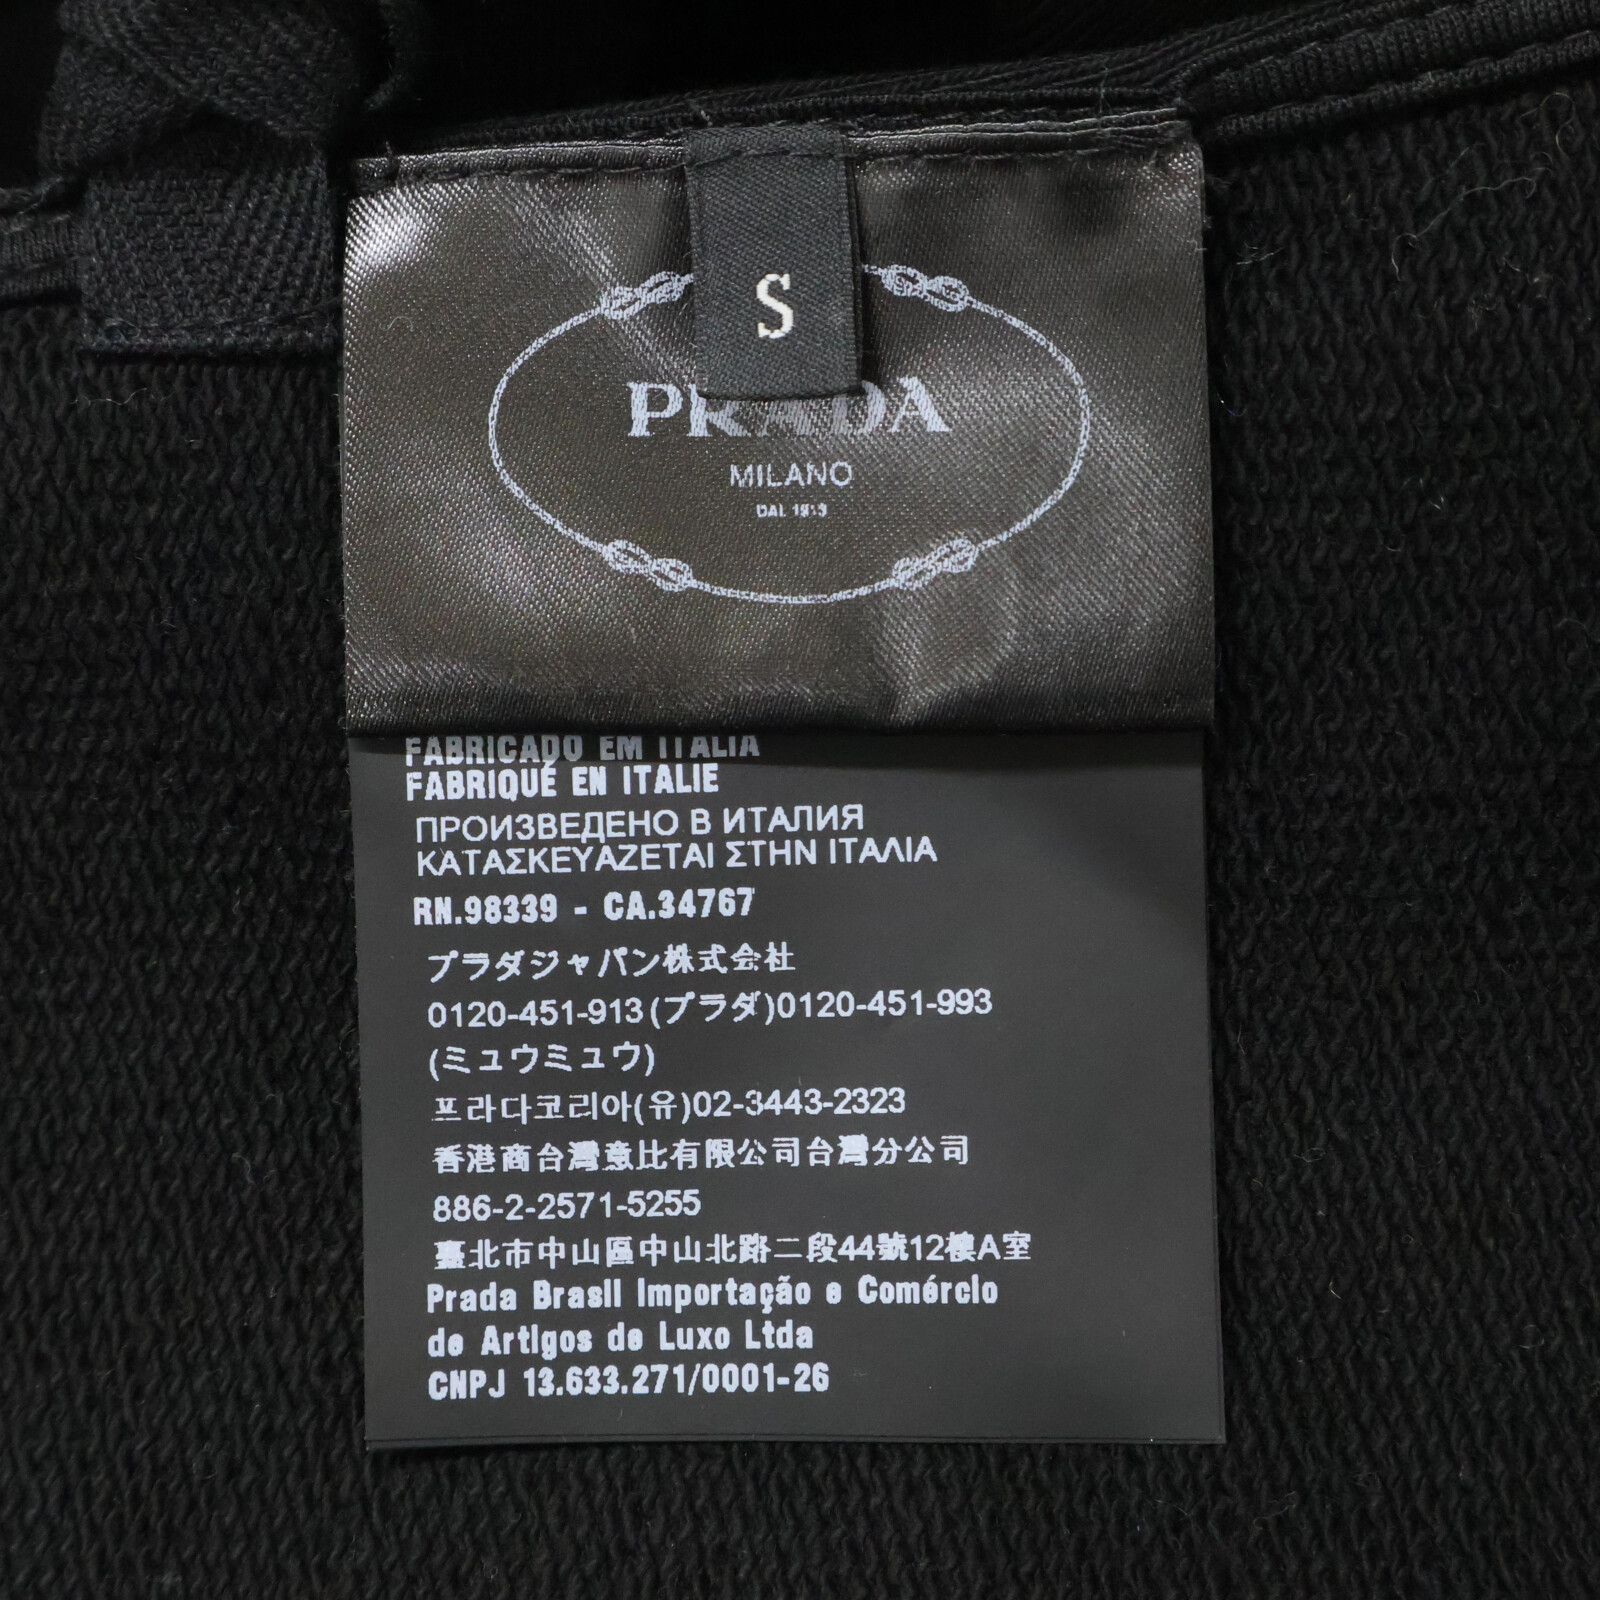 S
PRADA
MILANO
DAL 1913
FABRICADO EM ITALIA
FABRIQUÉ EN ITALIE
ПРОИЗВЕДЕНО В ИТАЛИЯ
ΚΑΤΑΣΚΕΥΑΖΕΤΑΙ ΣΤΗΝ ΙΤΑΛΙΑ
RN.98339 - CA.34767
プラダジャパン株式会社
0120-451-913(プラダ)0120-451-993
(ミュウミュウ)
프라다코리아(유)02-3443-2323
香港商台灣意比有限公司台灣分公司
886-2-2571-5255
臺北市中山區中山北路二段44號12樓A室
Prada Brasil Importação e Comércio
de Artigos de Luxo Ltda
CNPJ 13.633.271/0001-26